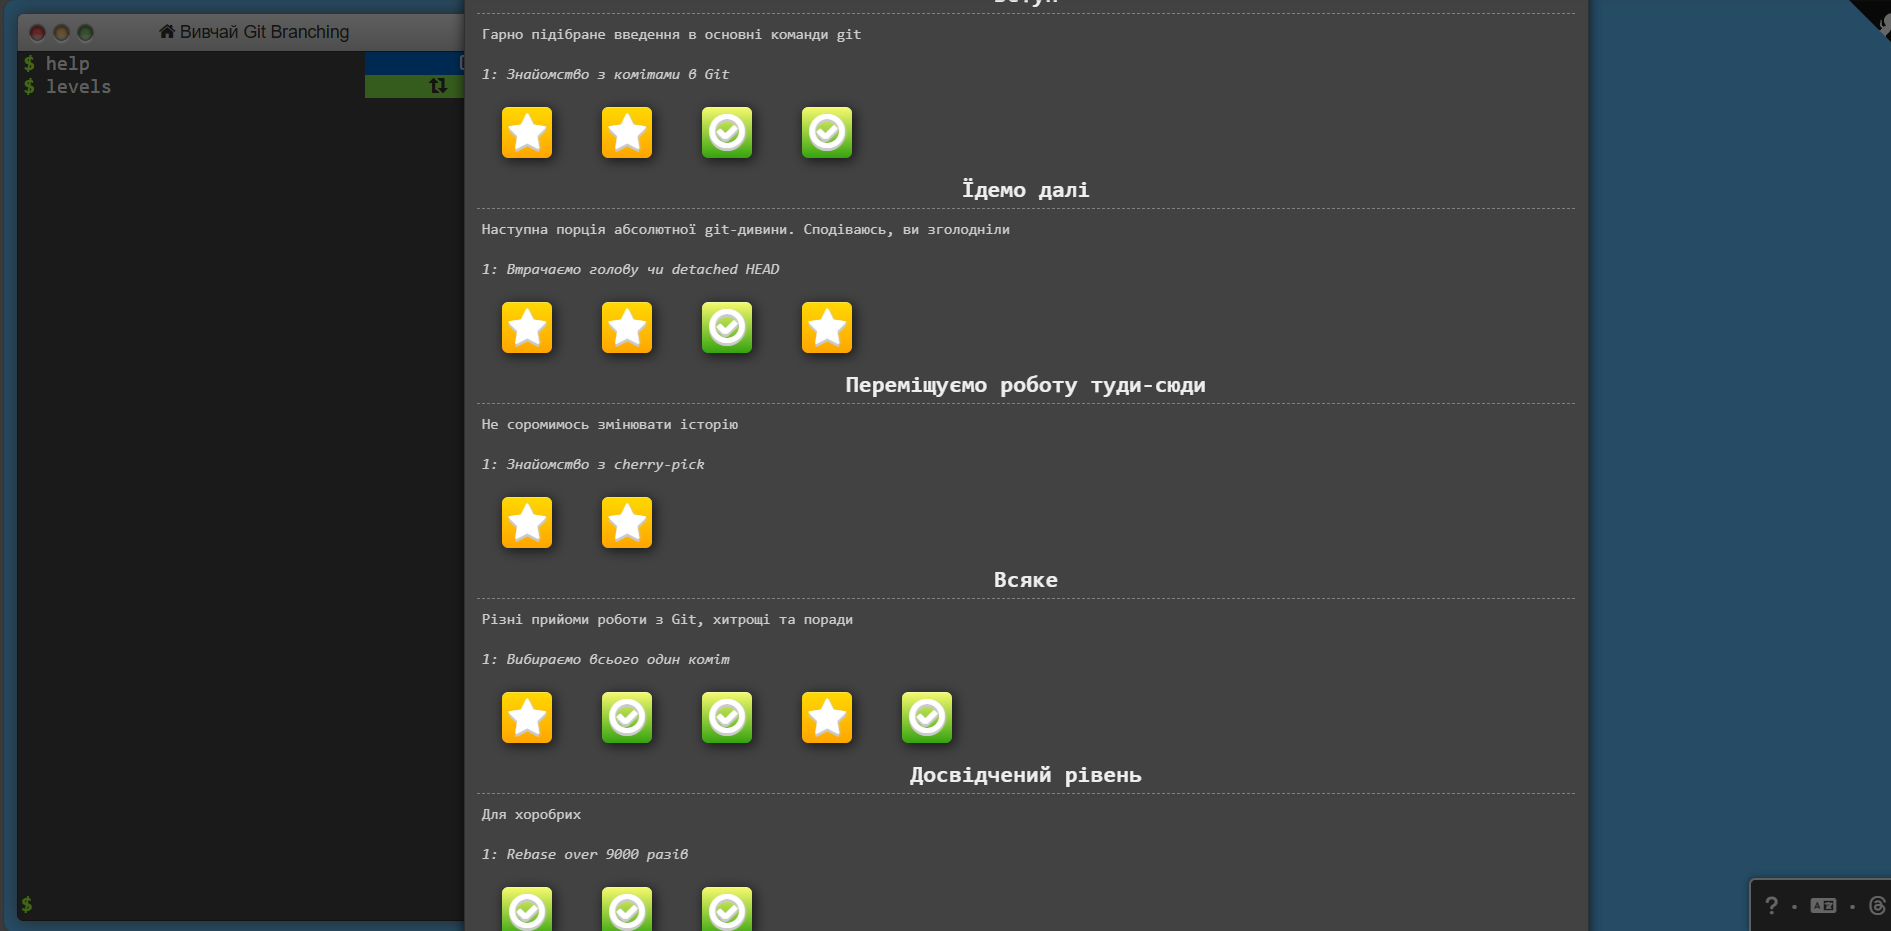 Вивчай Git Branching
$ help
$ levels
$
Гарно підібране введення в основні команди git
1: Знайомство з комітами в Git
Їдемо далі
Наступна порція абсолютної git-дивини. Сподіваюсь, ви зголодніли
1: Втрачаємо голову чи detached HEAD
Переміщуємо роботу туди-сюди
Не соромимось змінювати історію
1: Знайомство з cherry-pick
Всяке
Різні прийоми роботи з Git, хитрощі та поради
1: Вибираємо всього один коміт
Досвідчений рівень
Для хоробрих
1: Rebase over 9000 разів
?